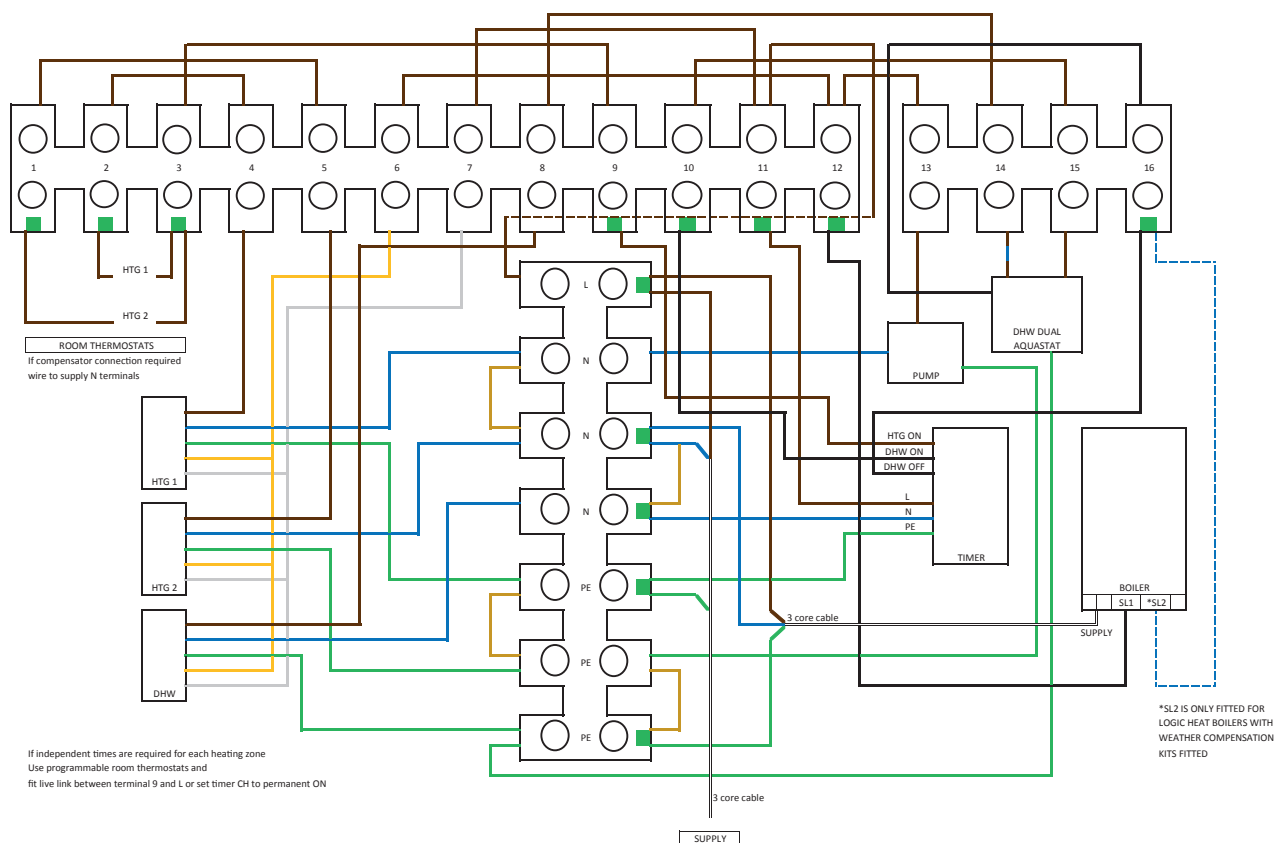 1 2 3 4 5 6 7 8 9 10 11 12 13 14 15 16
HTG 1
HTG 2
ROOM THERMOSTATS
If compensator connection required
wire to supply N terminals
L
N
N
N
PE
PE
PE
HTG 1
HTG 2
DHW
PUMP
DHW DUAL
AQUASTAT
HTG ON
DHW ON
DHW OFF
L
N
PE
TIMER
BOILER
SL1 *SL2
SUPPLY
3 core cable
*SL2 IS ONLY FITTED FOR
LOGIC HEAT BOILERS WITH
WEATHER COMPENSATION
KITS FITTED
If independent times are required for each heating zone
Use programmable room thermostats and
fit live link between terminal 9 and L or set timer CH to permanent ON
3 core cable
SUPPLY